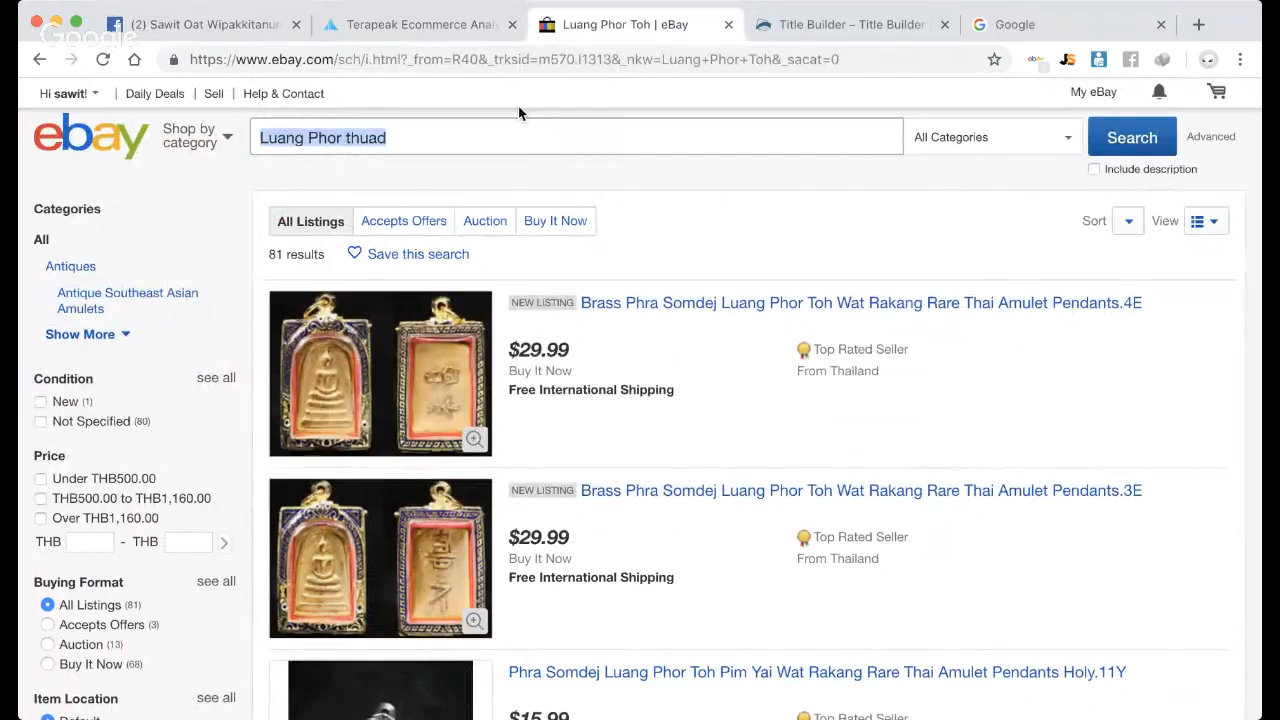 (2) Sawit Oat Wipakkitanu
Terapeak Ecommerce Anal
Luang Phor Toh | eBay
Title Builder – Title Builder
Google
Google
https://www.ebay.com/sch/i.html?_from=R40&_trksid=m570.l1313&_nkw=Luang+Phor+Toh&_sacat=0
Hi sawit!
Daily Deals
Sell
Help & Contact
My eBay
ebay
Shop by category
Luang Phor thuad
All Categories
Search
Advanced
Include description
Categories
All
Antiques
Antique Southeast Asian
Amulets
Show More
Condition
see all
New (1)
Not Specified (80)
Price
Under THB500.00
THB500.00 to THB1,160.00
Over THB1,160.00
THB - THB
Buying Format
see all
All Listings (81)
Accepts Offers (3)
Auction (13)
Buy It Now (68)
Item Location
see all
Default
All Listings
Accepts Offers
Auction
Buy It Now
Sort
View
81 results
Save this search
NEW LISTING Brass Phra Somdej Luang Phor Toh Wat Rakang Rare Thai Amulet Pendants.4E
$29.99
Buy It Now
Free International Shipping
Top Rated Seller
From Thailand
NEW LISTING Brass Phra Somdej Luang Phor Toh Wat Rakang Rare Thai Amulet Pendants.3E
$29.99
Buy It Now
Free International Shipping
Top Rated Seller
From Thailand
Phra Somdej Luang Phor Toh Pim Yai Wat Rakang Rare Thai Amulet Pendants Holy.11Y
$15.99
Top Rated Seller